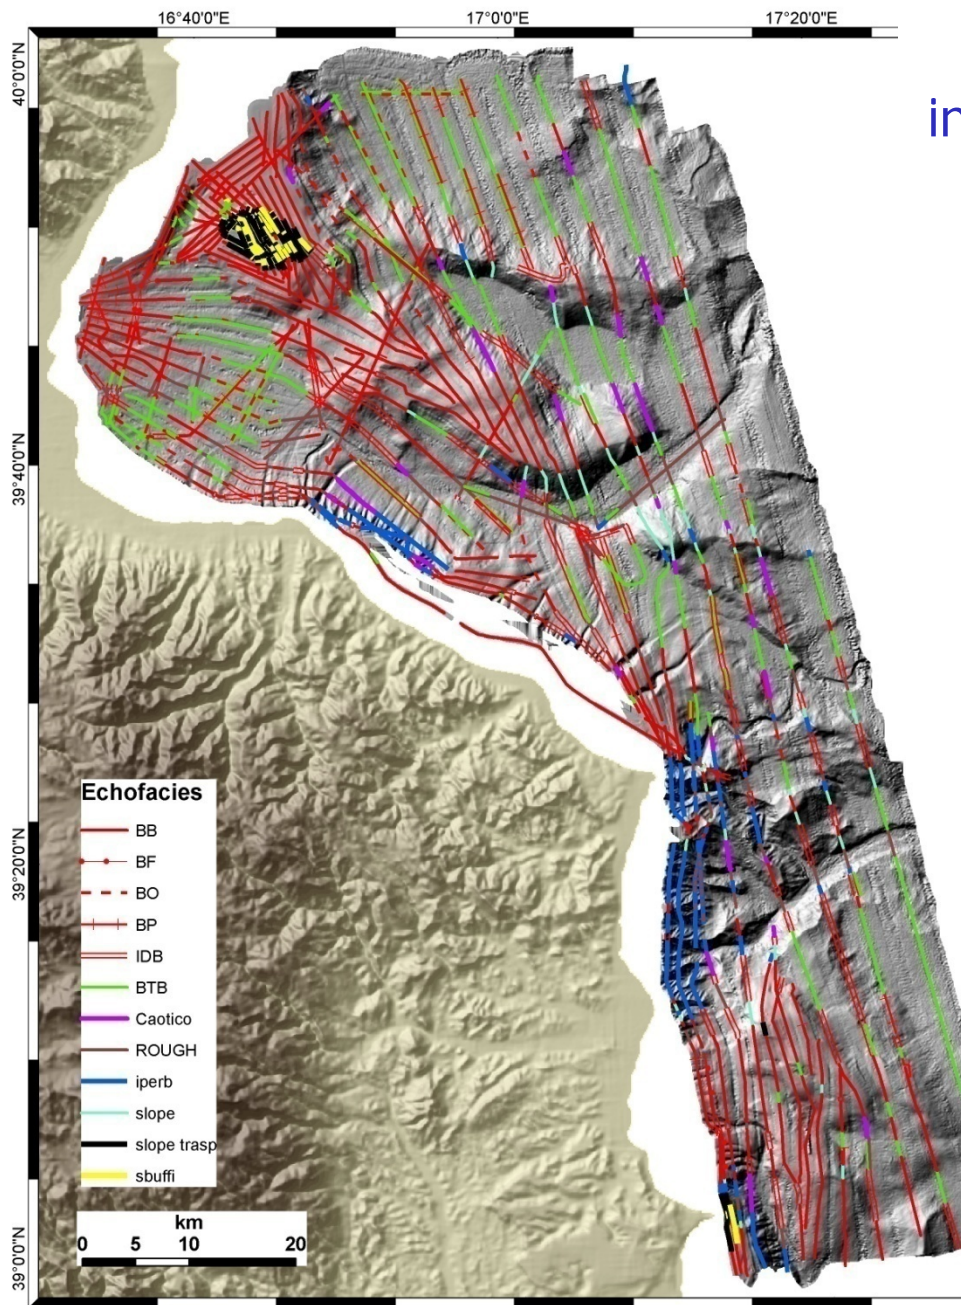 16°40'0"E 17°0'0"E 17°20'0"E
40°0'0"N
in
39°40'0"N
39°20'0"N
39°0'0"N
Echofacies
BB
BF
BO
BP
IDB
BTB
Caotico
ROUGH
iperb
slope
slope trasp
sbuffi
km
0 5 10 20